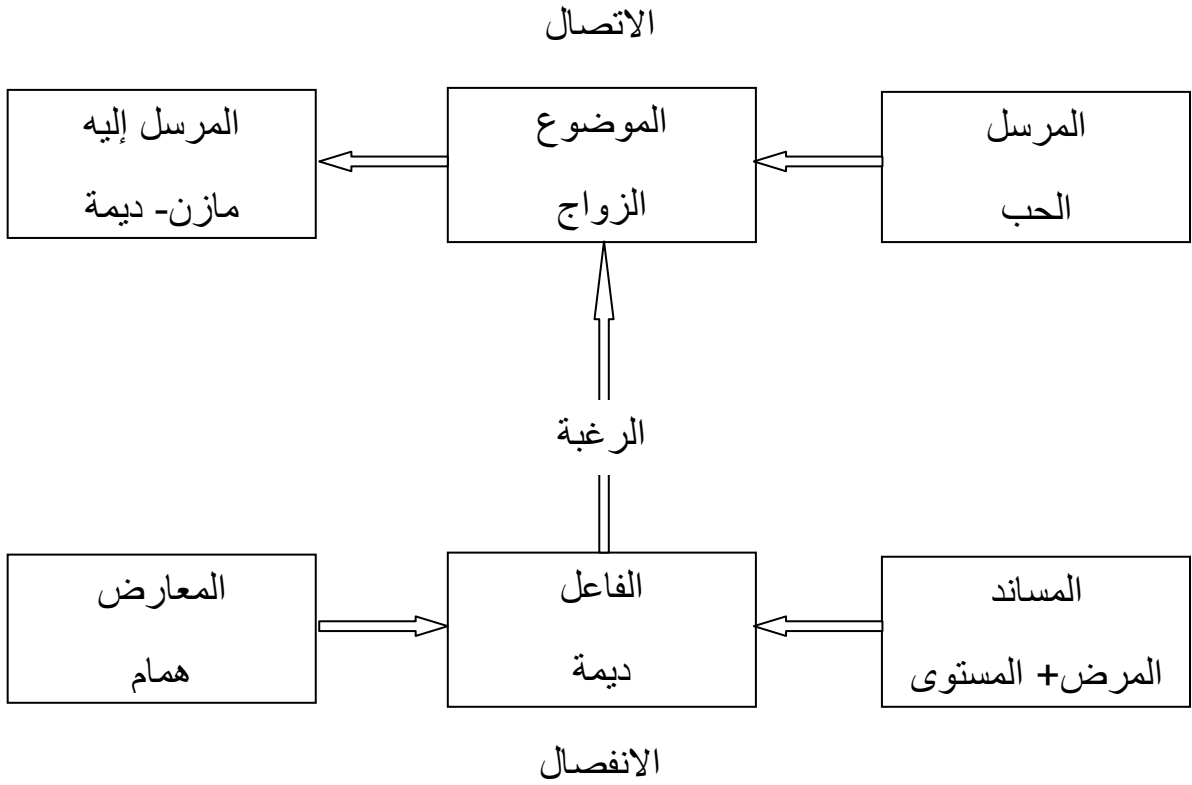 الاتصال
المرسل
الحب
الموضوع
الزواج
المرسل إليه
مازن- ديمة
الرغبة
المساند
المرض+ المستوى
الفاعل
ديمة
المعارض
همام
الانفصال